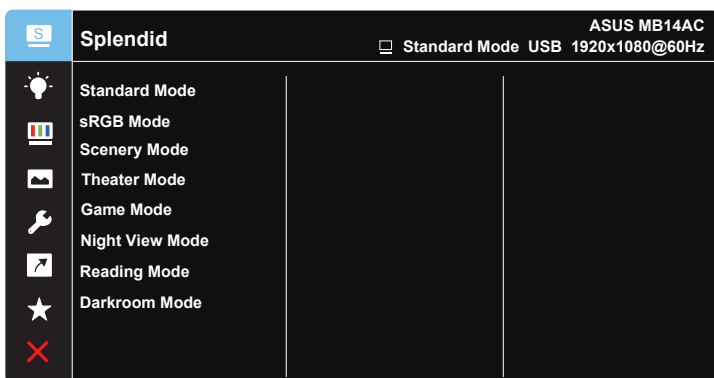 S
Splendid
ASUS MB14AC
Standard Mode USB 1920x1080@60Hz
Standard Mode
sRGB Mode
Scenery Mode
Theater Mode
Game Mode
Night View Mode
Reading Mode
Darkroom Mode